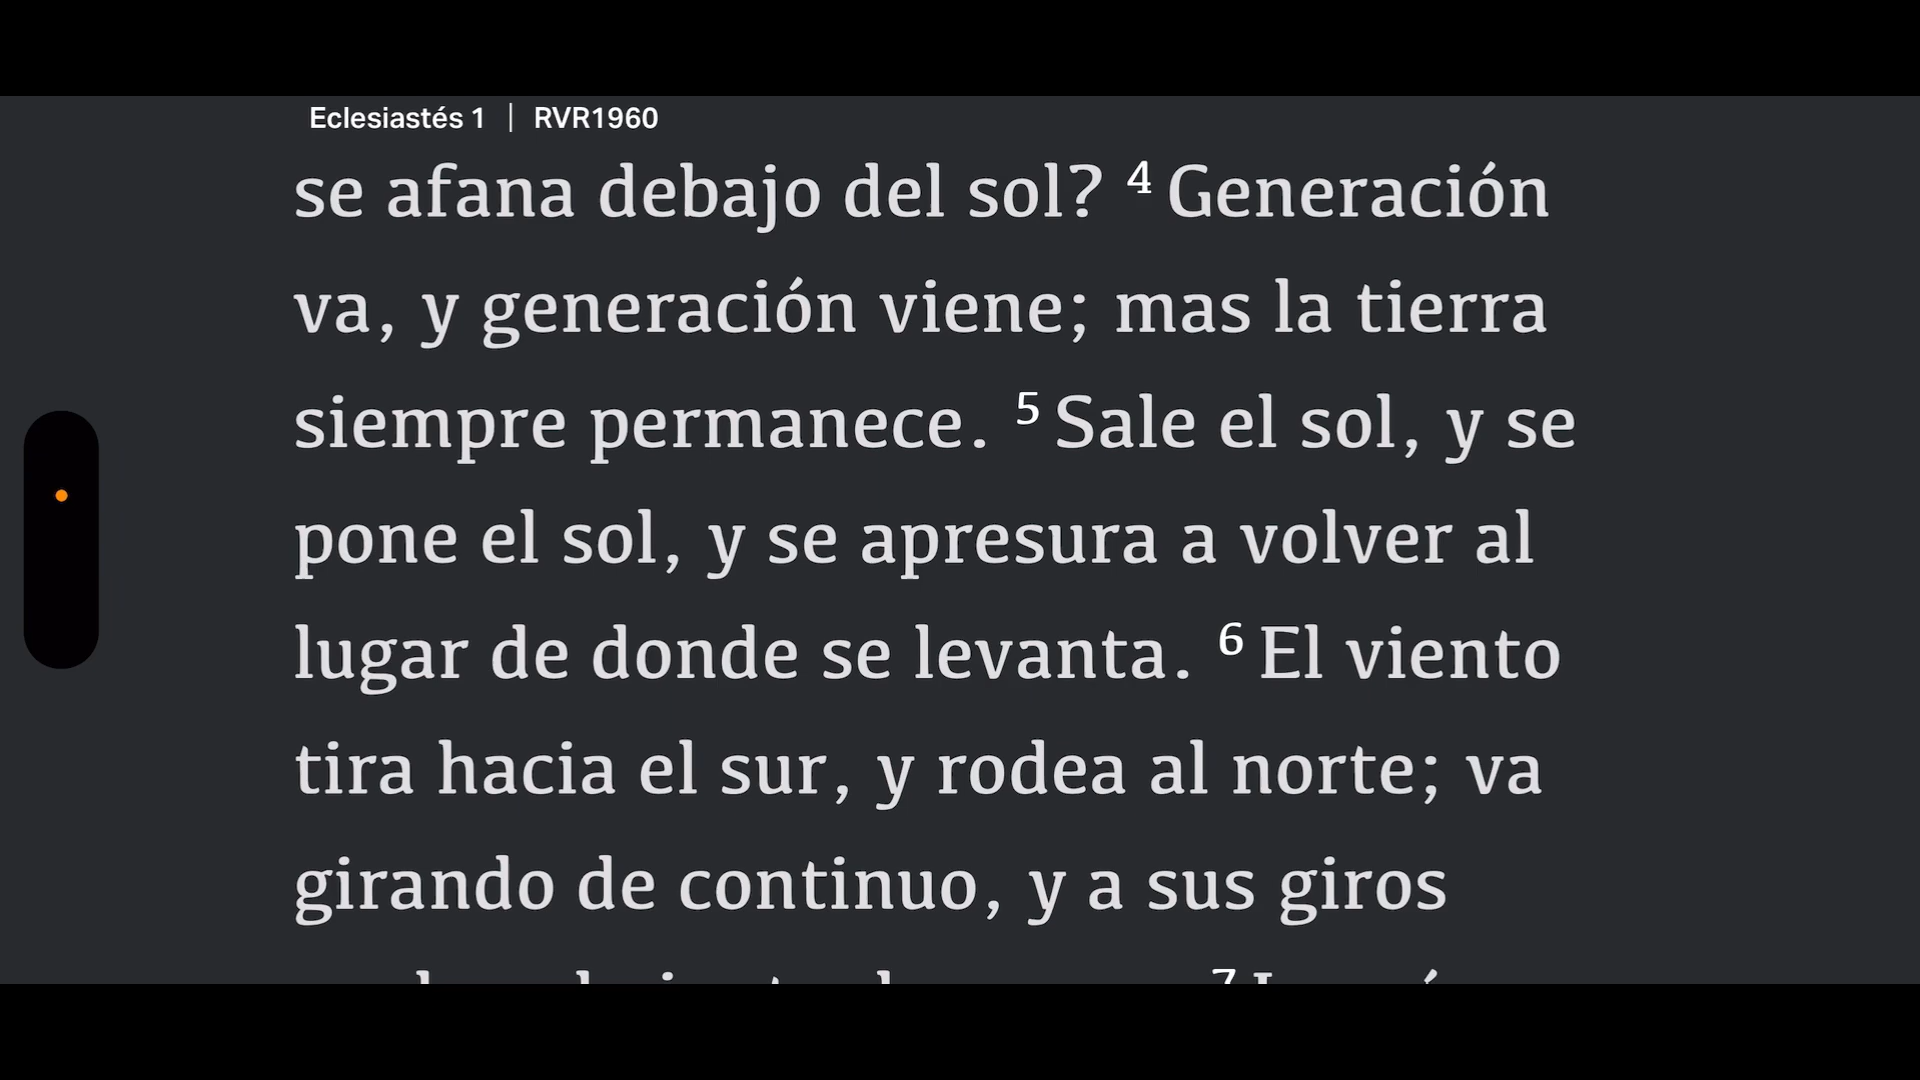 Eclesiastés 1 | RVR1960
se afana debajo del sol? 4 Generación
va, y generación viene; mas la tierra
siempre permanece. 5 Sale el sol, y se
pone el sol, y se apresura a volver al
lugar de donde se levanta. 6 El viento
tira hacia el sur, y rodea al norte; va
girando de continuo, y a sus giros
7